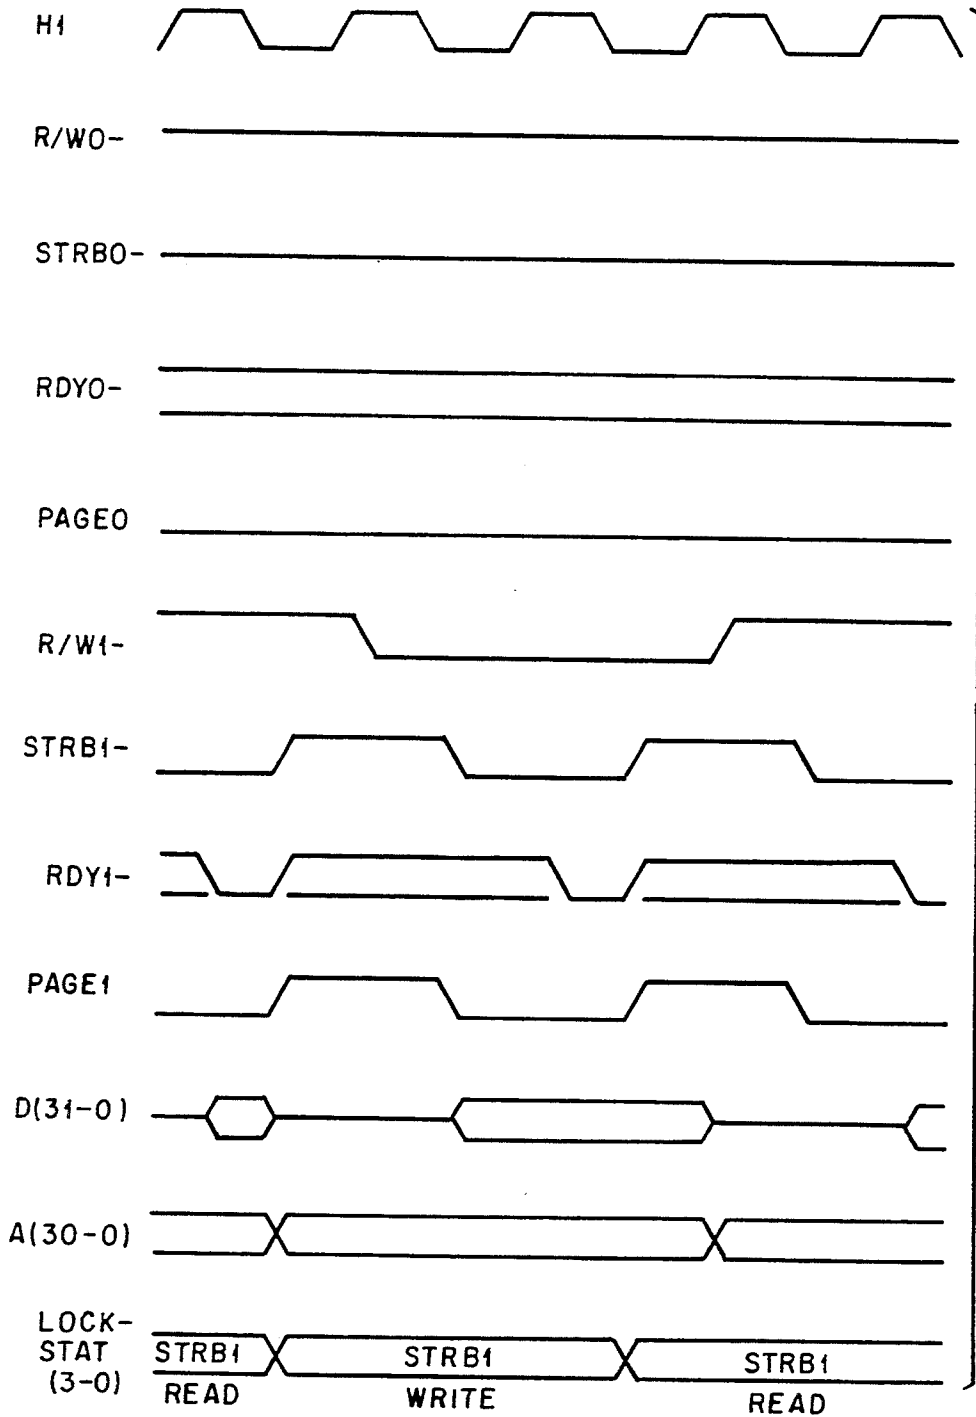 H1
R/W0-
STRB0-
RDY0-
PAGE0
R/W1-
STRB1-
RDY1-
PAGE1
D(31-0)
A(30-0)
LOCK-
STAT
(3-0)
STRB1
STRB1
STRB1
READ
WRITE
READ